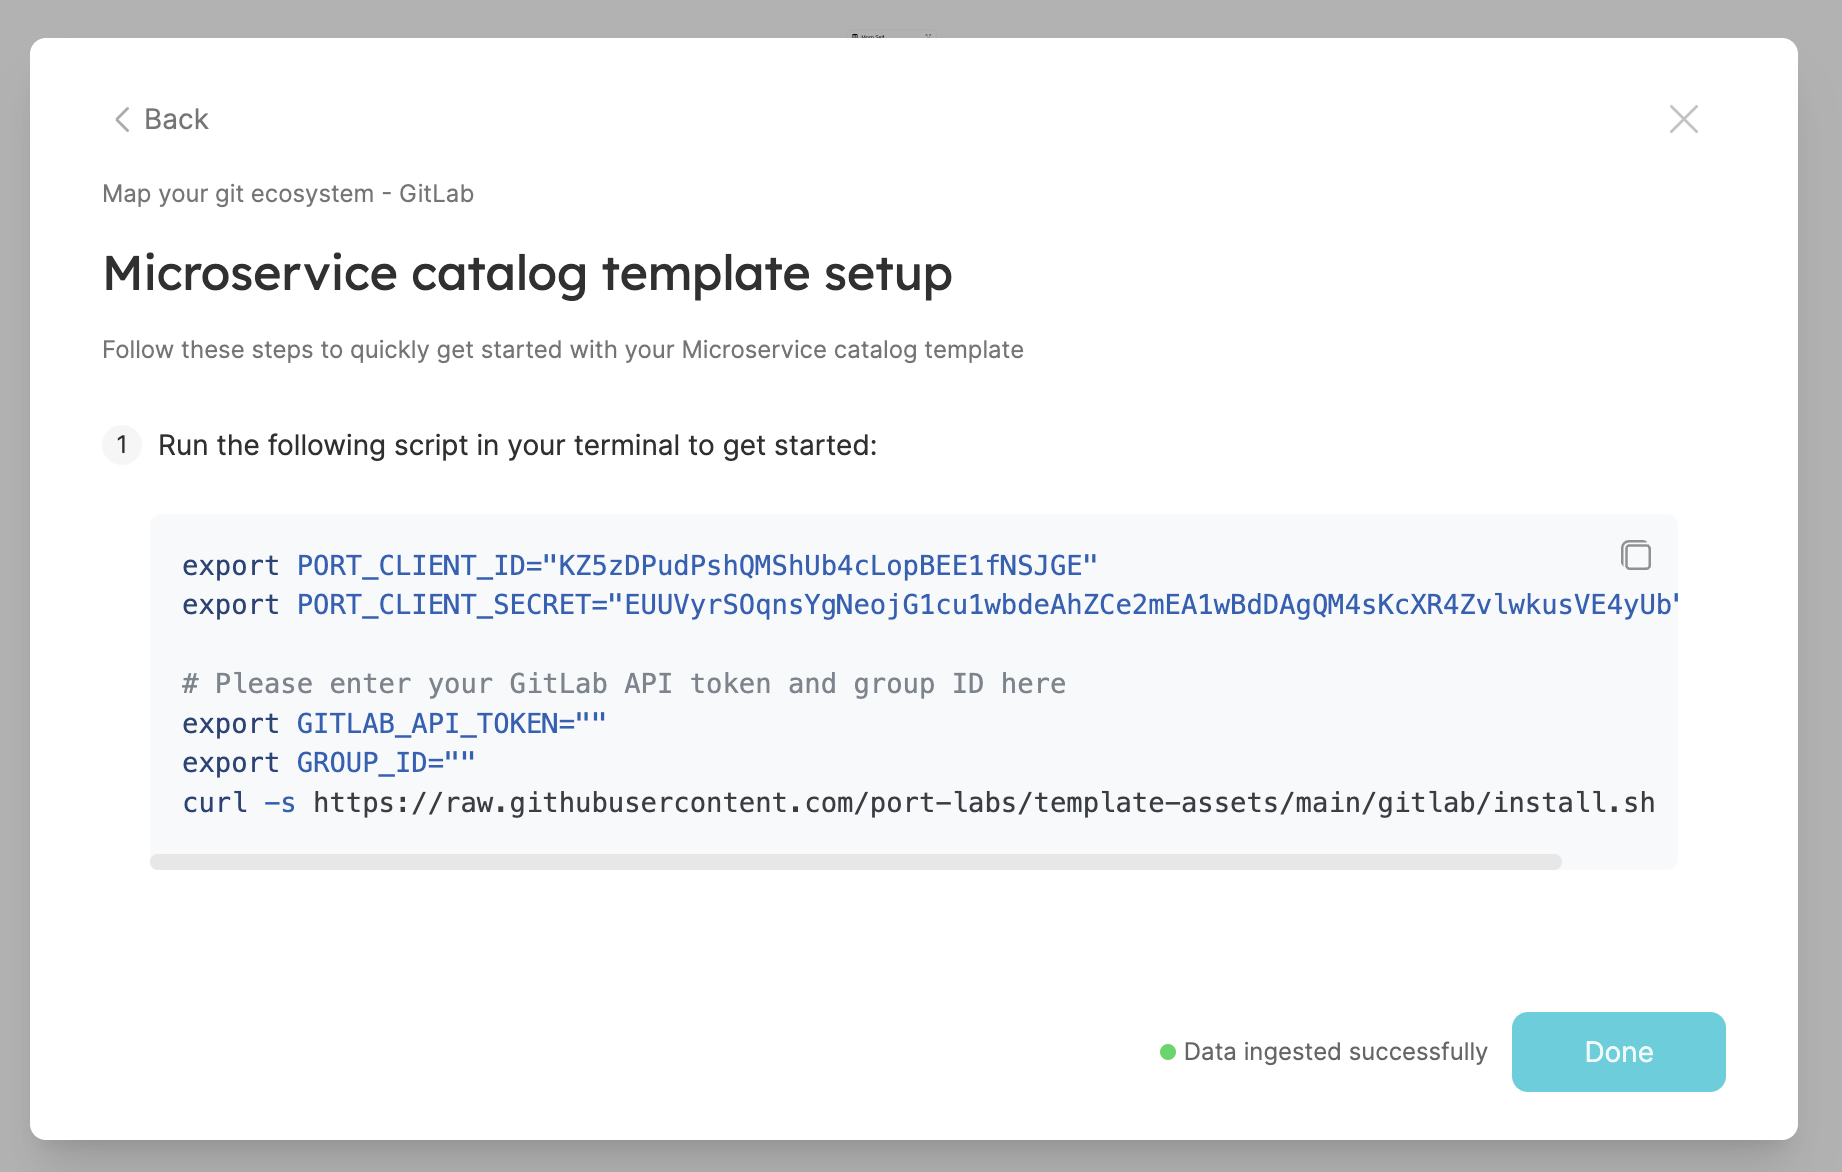 Back
Map your git ecosystem - GitLab
Microservice catalog template setup
Follow these steps to quickly get started with your Microservice catalog template
1 Run the following script in your terminal to get started:
export PORT_CLIENT_ID="KZ5zDPudPshQMShUb4cLopBEE1fNSJGE"
export PORT_CLIENT_SECRET="EUUVyrSOqnsYgNeojG1cu1wbdeAhZCe2mEA1wBdDAgQM4sKcXR4ZvlwkusVE4yUb"
# Please enter your GitLab API token and group ID here
export GITLAB_API_TOKEN=""
export GROUP_ID=""
curl -s https://raw.githubusercontent.com/port-labs/template-assets/main/gitlab/install.sh
Data ingested successfully
Done